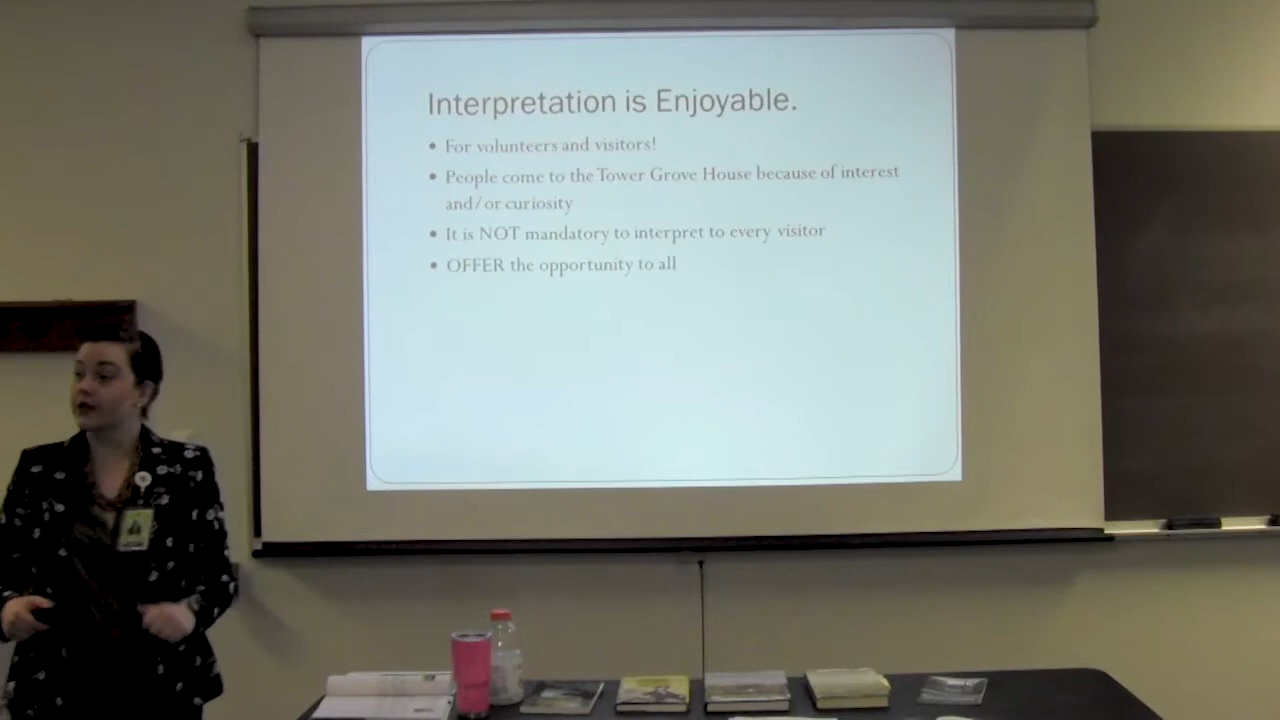 Interpretation is Enjoyable.
• For volunteers and visitors!
• People come to the Tower Grove House because of interest
and/or curiosity
• It is NOT mandatory to interpret to every visitor
• OFFER the opportunity to all